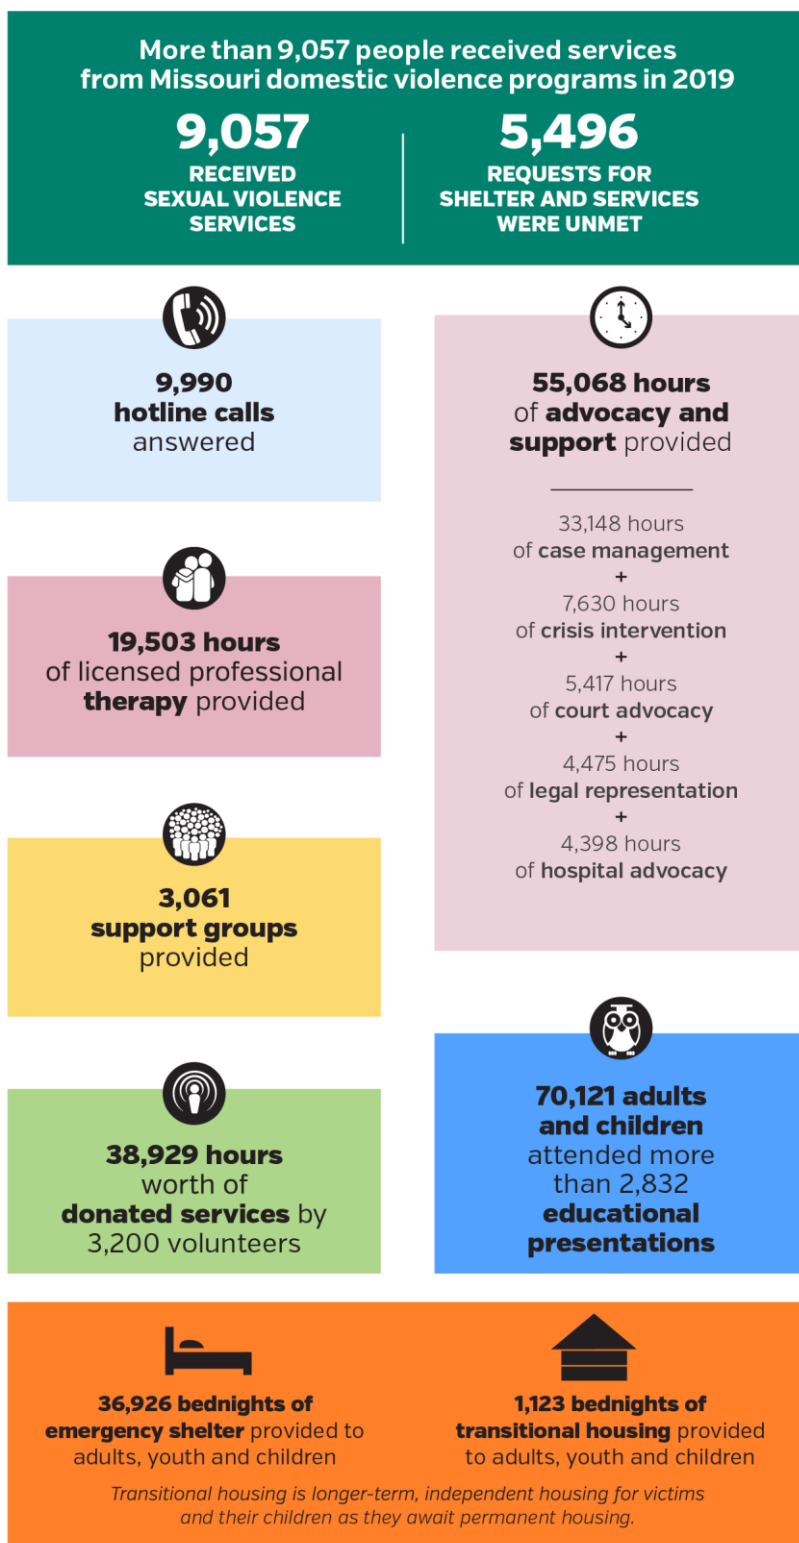 More than 9,057 people received services
from Missouri domestic violence programs in 2019
9,057
RECEIVED
SEXUAL VIOLENCE
SERVICES
5,496
REQUESTS FOR
SHELTER AND SERVICES
WERE UNMET
9,990
hotline calls
answered
19,503 hours
of licensed professional
therapy provided
3,061
support groups
provided
38,929 hours
worth of
donated services by
3,200 volunteers
55,068 hours
of advocacy and
support provided
33,148 hours
of case management
+
7,630 hours
of crisis intervention
+
5,417 hours
of court advocacy
+
4,475 hours
of legal representation
+
4,398 hours
of hospital advocacy
70,121 adults
and children
attended more
than 2,832
educational
presentations
36,926 bednights of
emergency shelter provided to
adults, youth and children
1,123 bednights of
transitional housing provided
to adults, youth and children
Transitional housing is longer-term, independent housing for victims
and their children as they await permanent housing.